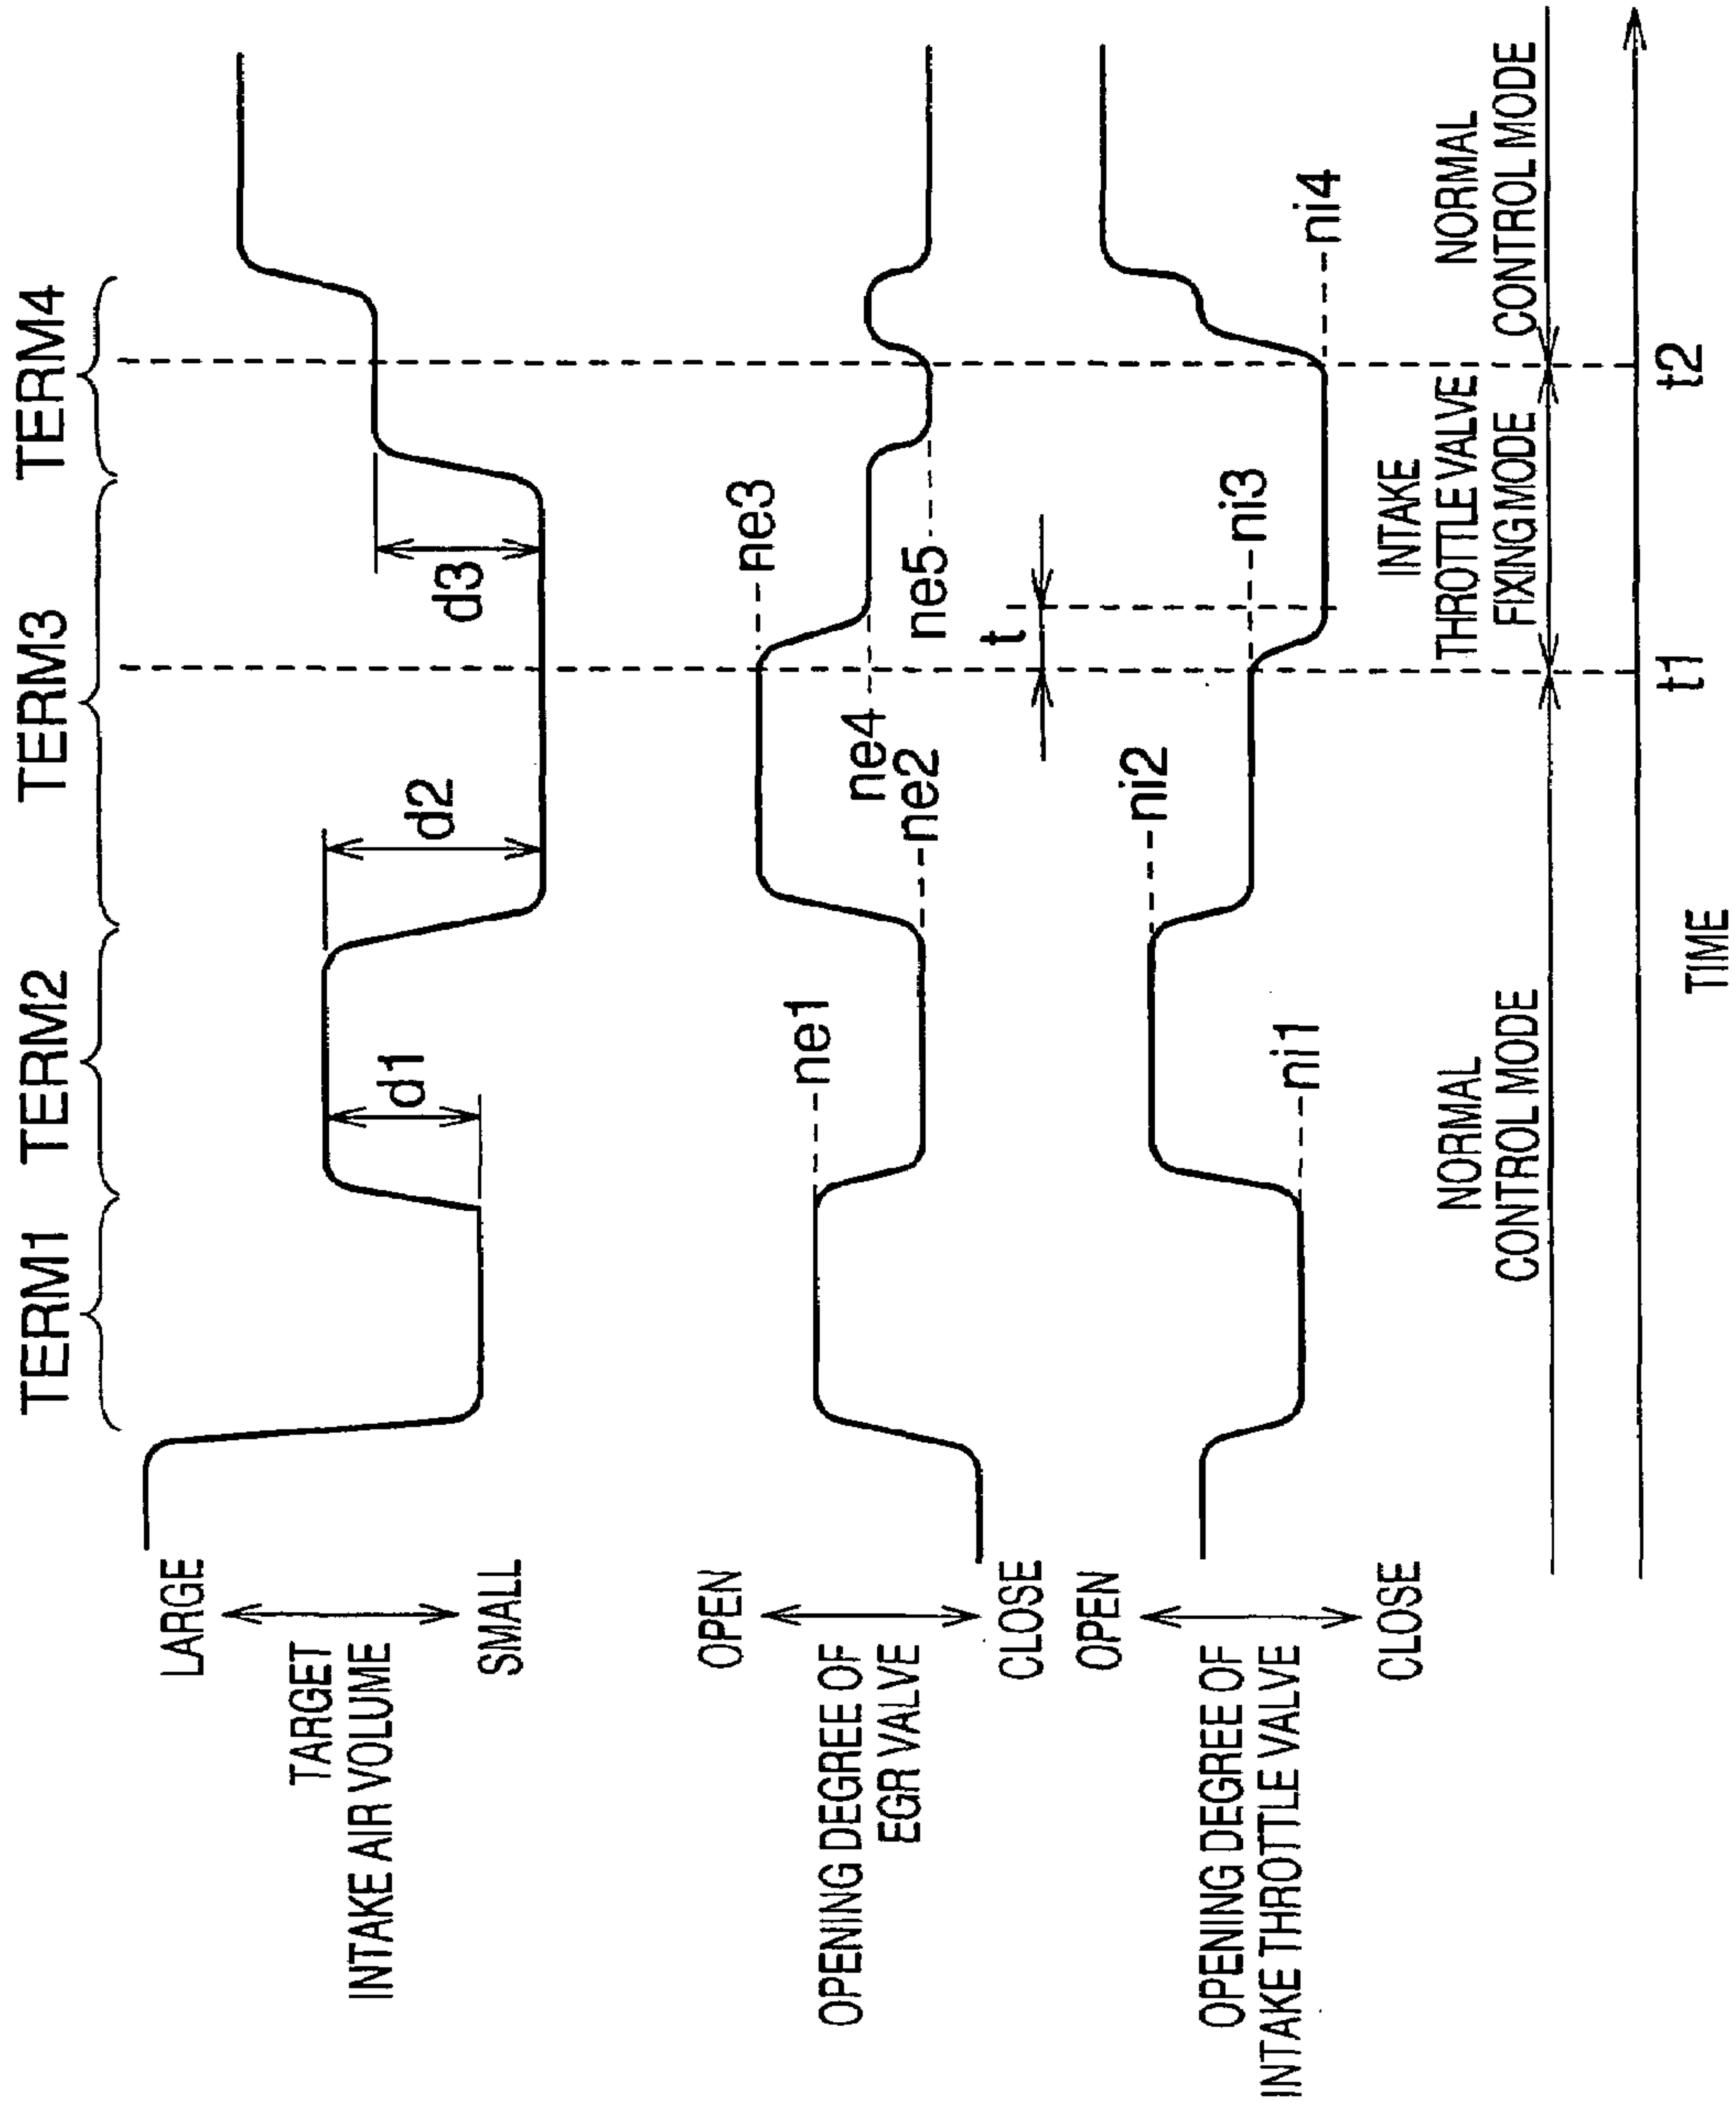 TERM1
TERM2
TERM3
TERM4
LARGE
TARGET
INTAKE AIR VOLUME
SMALL
d1
d2
d3
OPEN
OPENING DEGREE OF
EGR VALVE
CLOSE
ne1
ne2
ne4
ne3
ne5
t
OPEN
OPENING DEGREE OF
INTAKE THROTTLE VALVE
CLOSE
ni1
ni2
ni3
ni4
NORMAL
CONTROL MODE
INTAKE
THROTTLE VALVE
FIXING MODE
NORMAL
CONTROL MODE
t1
t2
TIME